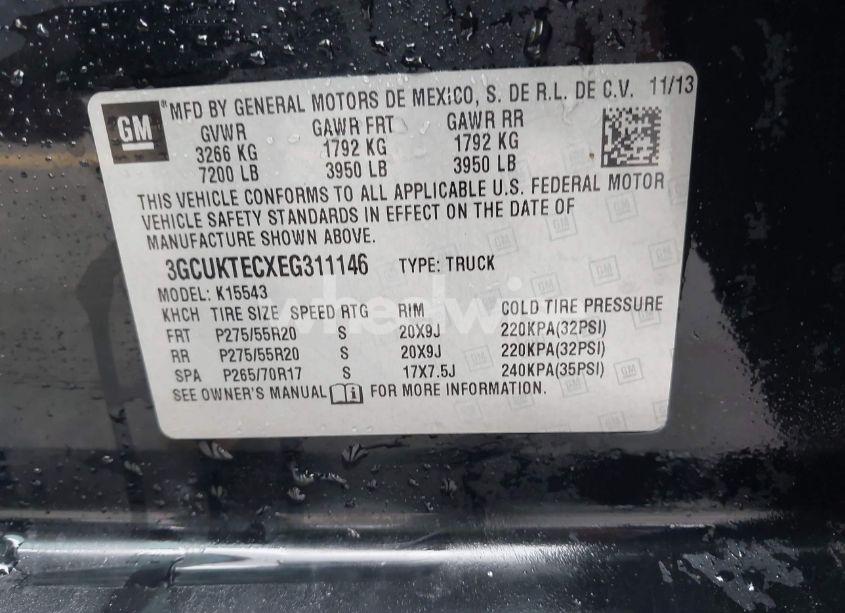 GM
® MFD BY GENERAL MOTORS DE MEXICO, S. DE R.L. DE C.V. 11/13
GVWR GAWR FRT GAWR RR
3266 KG 1792 KG 1792 KG
7200 LB 3950 LB 3950 LB
THIS VEHICLE CONFORMS TO ALL APPLICABLE U.S. FEDERAL MOTOR
VEHICLE SAFETY STANDARDS IN EFFECT ON THE DATE OF
MANUFACTURE SHOWN ABOVE.
3GCUKTECXEG311146 TYPE: TRUCK
MODEL: K15543
KHCH TIRE SIZE SPEED RTG RIM COLD TIRE PRESSURE
FRT P275/55R20 S 20X9J 220KPA(32PSI)
RR P275/55R20 S 20X9J 220KPA(32PSI)
SPA P265/70R17 S 17X7.5J 240KPA(35PSI)
SEE OWNER'S MANUAL FOR MORE INFORMATION.